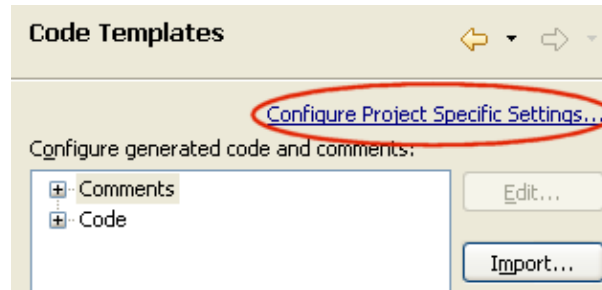 Code Templates
Configure Project Specific Settings...
Configure generated code and comments:
Comments
Edit...
Code
Import...